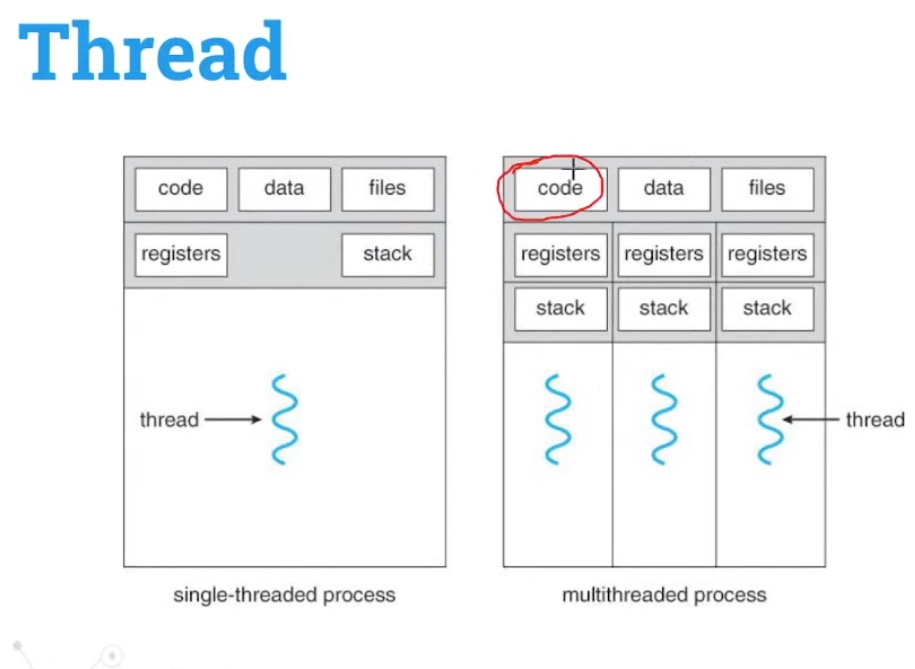 Thread
code data files
registers stack
thread
single-threaded process
code data files
registers registers registers
stack stack stack
thread
multithreaded process